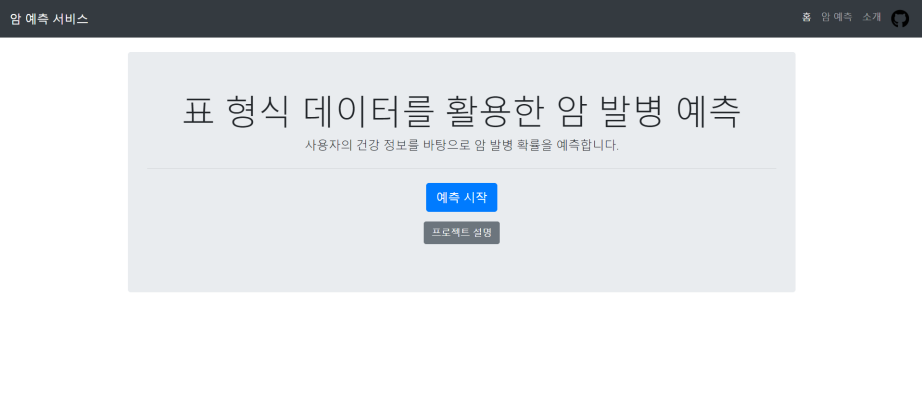 암 예측 서비스
홈 암 예측 소개
표 형식 데이터를 활용한 암 발병 예측
사용자의 건강 정보를 바탕으로 암 발병 확률을 예측합니다.
예측 시작
프로젝트 설명